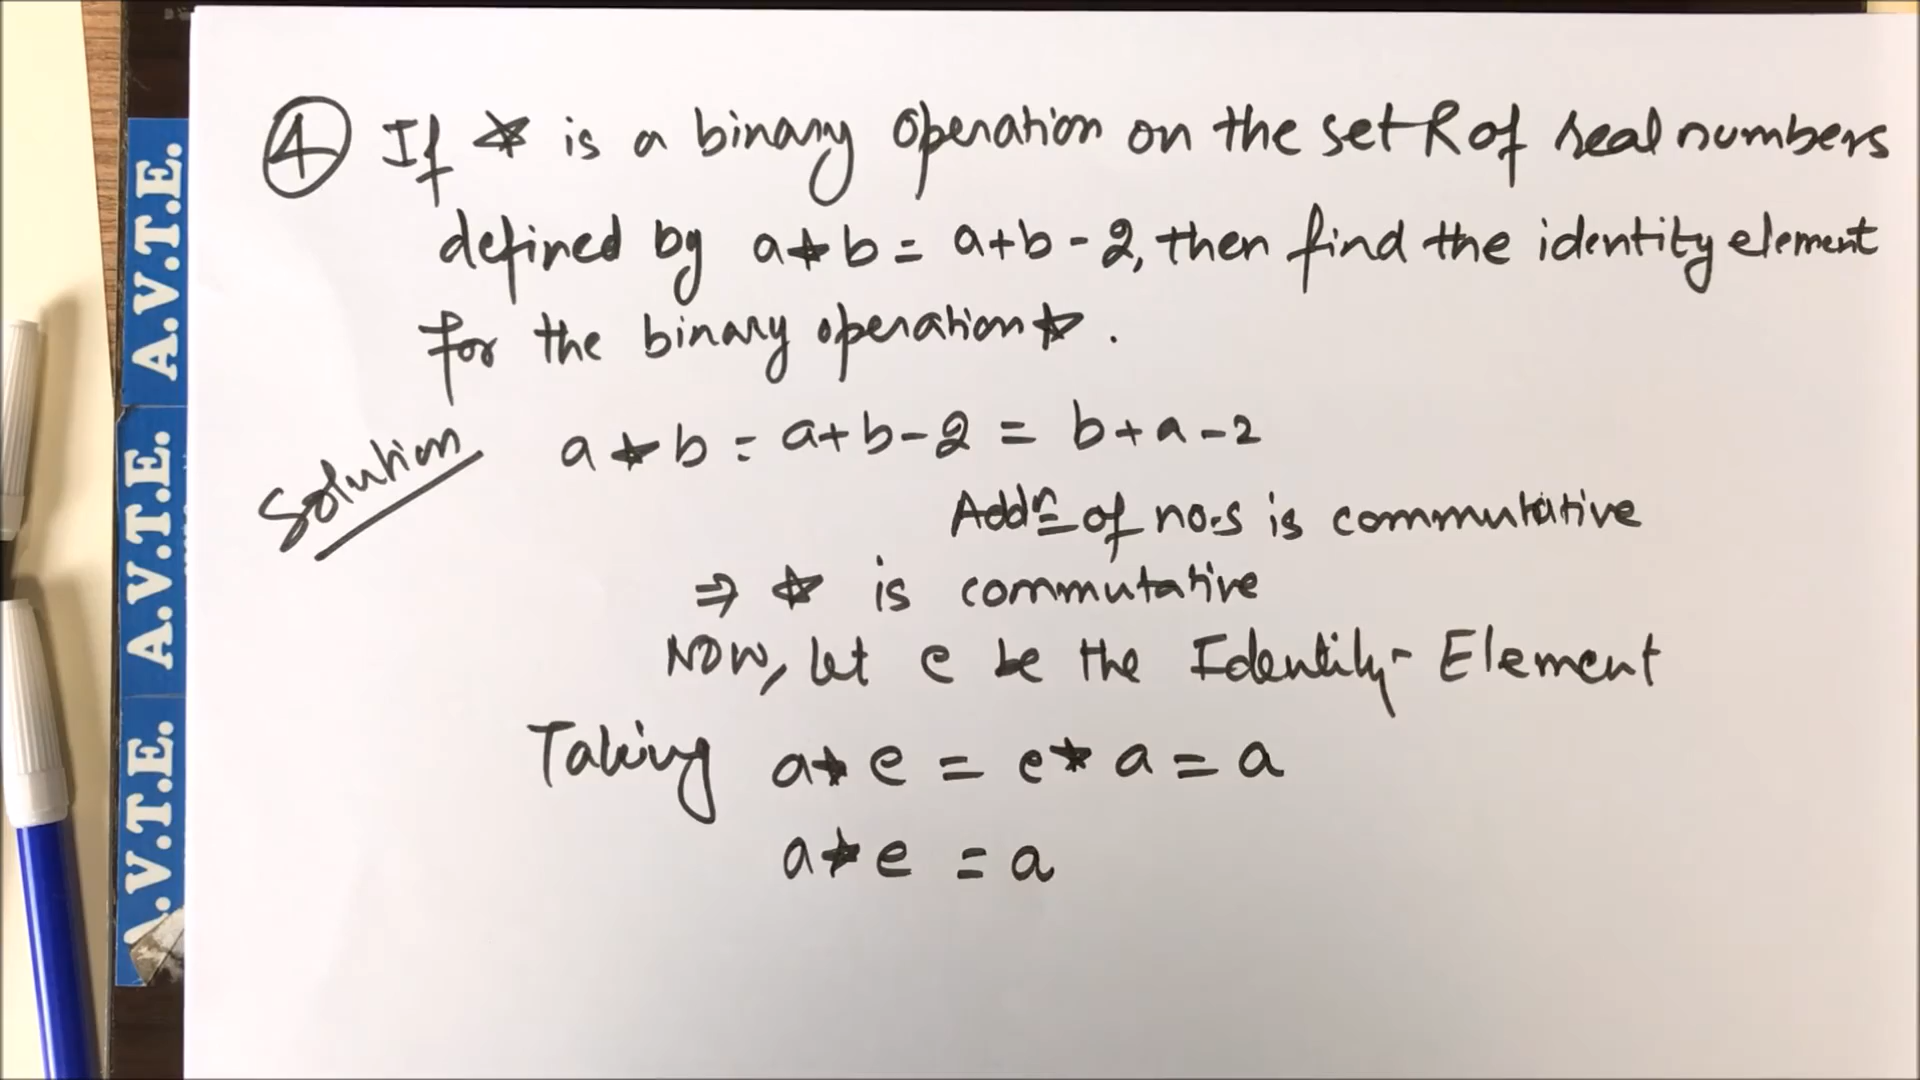 ④ If ☆ is a binary operation on the set R of real numbers
defined by a☆b = a+b-2, then find the identity element
for the binary operation☆.
Solution a☆b = a+b-2 = b+a-2
Addⁿ of no.s is commutative
⇒ ☆ is commutative
Now, let e be the Identity-Element
Taking a☆e = e☆a = a
a☆e = a
A.V.T.E.
A.V.T.E.
A.V.T.E.